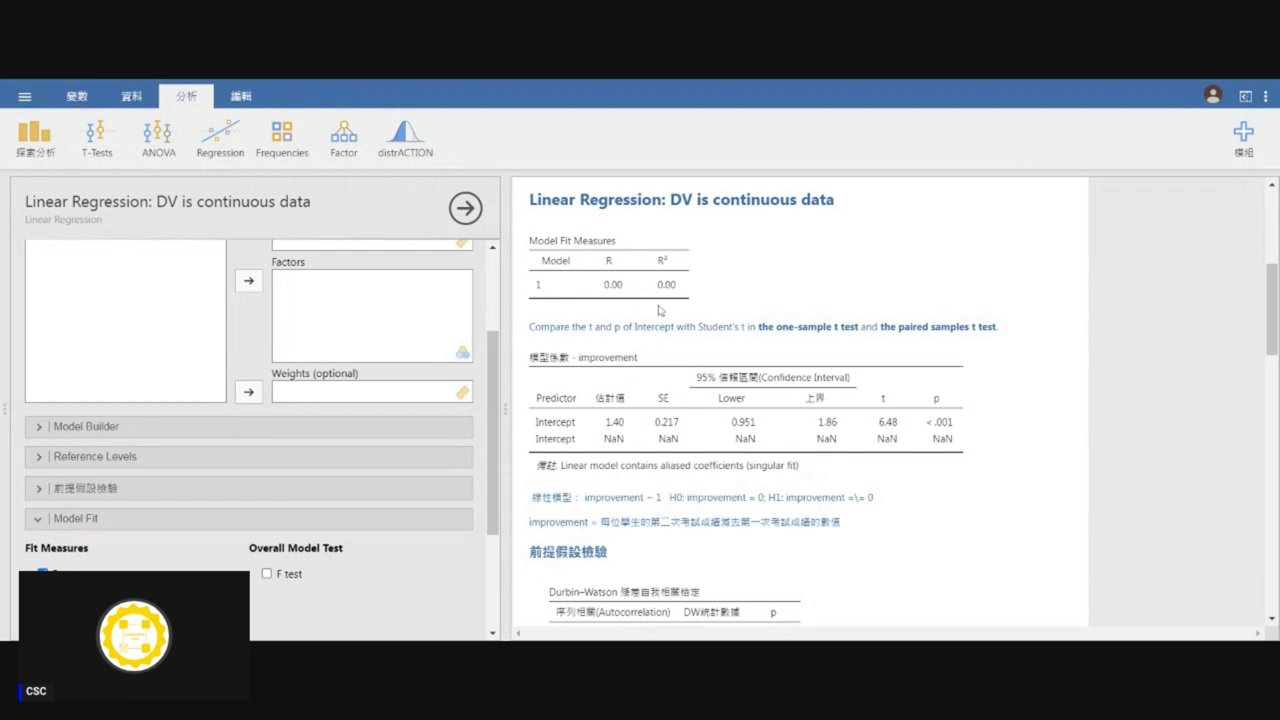 變數 資料 分析 編輯
探索分析 T-Tests ANOVA Regression Frequencies Factor distrACTION 模組
Linear Regression: DV is continuous data
Linear Regression
Factors
Weights (optional)
Model Builder
Reference Levels
前提假設檢驗
Model Fit
Fit Measures Overall Model Test
F test
CSC
Linear Regression: DV is continuous data
Model Fit Measures
Model R R²
1 0.00 0.00
Compare the t and p of Intercept with Student's t in the one-sample t test and the paired samples t test.
模型係數 - improvement
95% 信賴區間(Confidence Interval)
Predictor 估計值 SE Lower 上界 t p
Intercept 1.40 0.217 0.951 1.86 6.48 < .001
Intercept NaN NaN NaN NaN NaN NaN
備註. Linear model contains aliased coefficients (singular fit)
線性模型： improvement ~ 1 H0: improvement = 0; H1: improvement =\= 0
improvement = 每位學生的第二次考試成績減去第一次考試成績的數值
前提假設檢驗
Durbin–Watson 殘差自我相關檢定
序列相關(Autocorrelation) DW統計數據 p